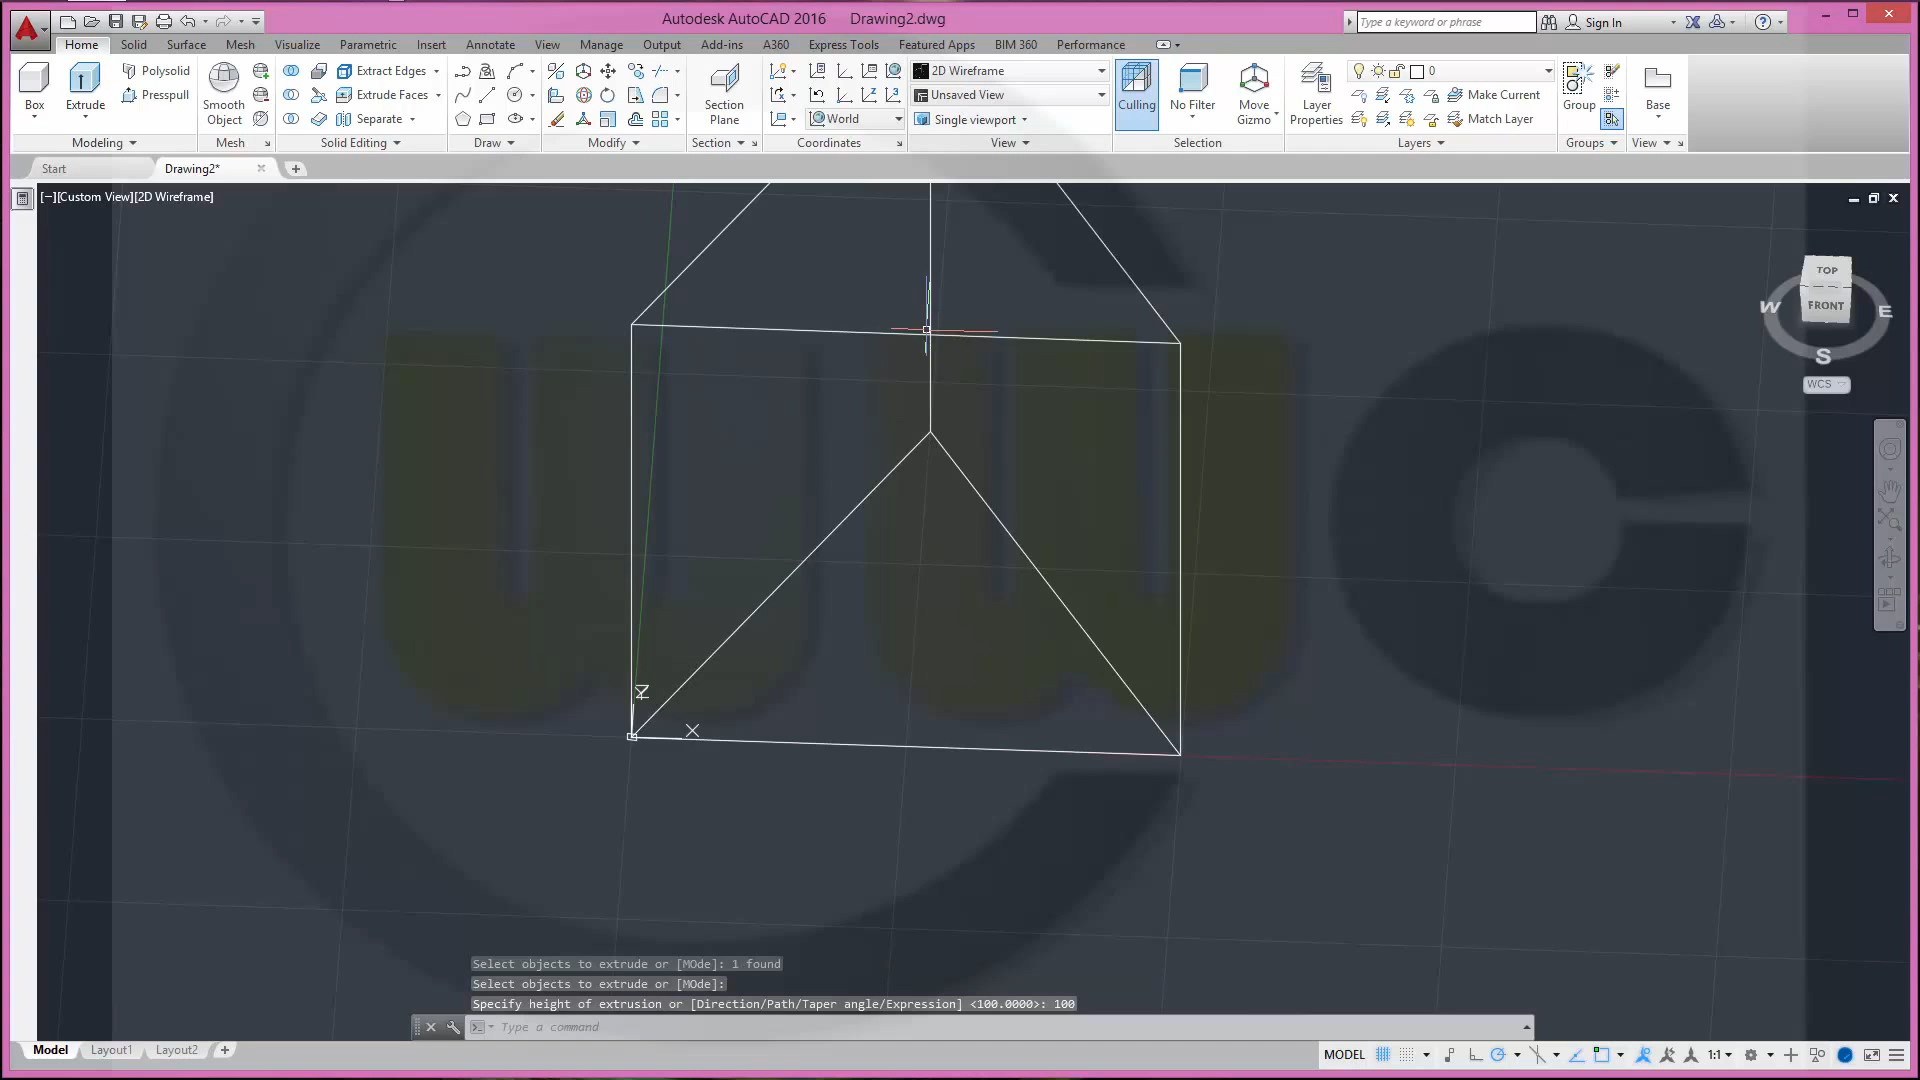 Autodesk AutoCAD 2016 Drawing2.dwg
Type a keyword or phrase
Sign In
Home Solid Surface Mesh Visualize Parametric Insert Annotate View Manage Output Add-ins A360 Express Tools Featured Apps BIM 360 Performance
Box
Extrude
Polysolid
Presspull
Modeling
Smooth
Object
Mesh
Extract Edges
Extrude Faces
Separate
Solid Editing
Draw
Modify
Section
Plane
Section
World
Coordinates
2D Wireframe
Unsaved View
Single viewport
View
Culling
No Filter
Move
Gizmo
Selection
Layer
Properties
0
Make Current
Match Layer
Layers
Group
Groups
Base
View
Start
Drawing2*
[−][Custom View][2D Wireframe]
TOP
FRONT
W
E
S
WCS
Y
X
Select objects to extrude or [MOde]: 1 found
Select objects to extrude or [MOde]:
Specify height of extrusion or [Direction/Path/Taper angle/Expression] <100.0000>: 100
Type a command
Model Layout1 Layout2
MODEL
1:1